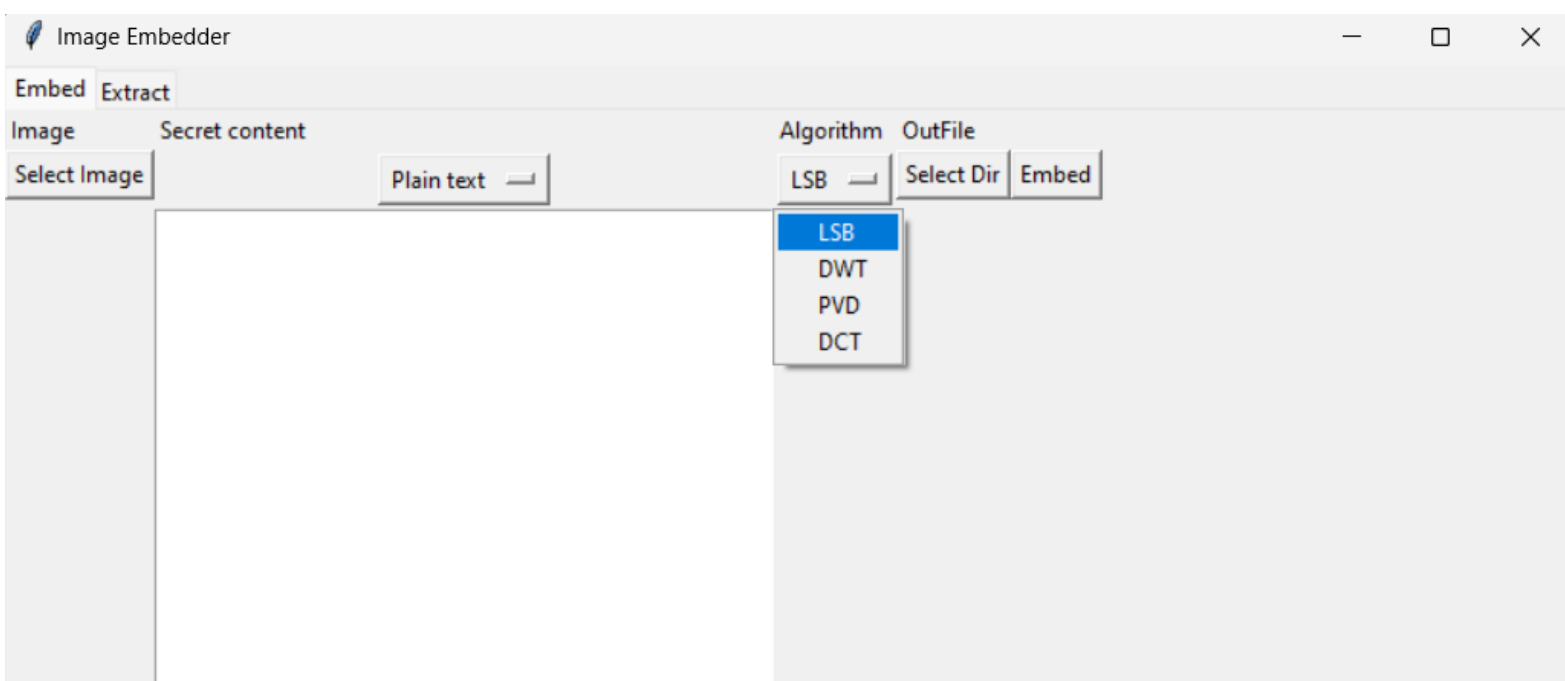 Image Embedder
Embed Extract
Image Secret content Algorithm OutFile
Select Image Plain text LSB Select Dir Embed
LSB
DWT
PVD
DCT